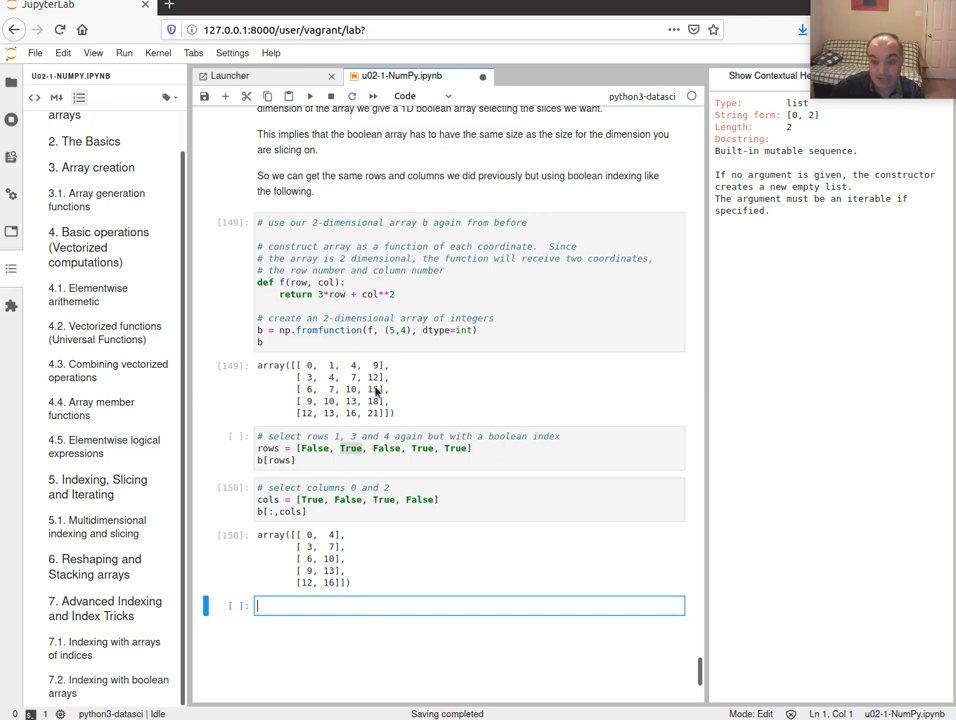 JupyterLab
127.0.0.1:8000/user/vagrant/lab?
File Edit View Run Kernel Tabs Settings Help
U02-1-NUMPY.IPYNB
Launcher
u02-1-NumPy.ipynb
Show Contextual He
Code
python3-datasci
arrays
2. The Basics
3. Array creation
3.1. Array generation
functions
4. Basic operations
(Vectorized
computations)
4.1. Elementwise
arithemetic
4.2. Vectorized functions
(Universal Functions)
4.3. Combining vectorized
operations
4.4. Array member
functions
4.5. Elementwise logical
expressions
5. Indexing, Slicing
and Iterating
5.1. Multidimensional
indexing and slicing
6. Reshaping and
Stacking arrays
7. Advanced Indexing
and Index Tricks
7.1. Indexing with arrays
of indices
7.2. Indexing with boolean
arrays
dimension of the array we give a 1D boolean array selecting the slices we want.
This implies that the boolean array has to have the same size as the size for the dimension you
are slicing on.
So we can get the same rows and columns we did previously but using boolean indexing like
the following.
[149]: # use our 2-dimensional array b again from before
# construct array as a function of each coordinate. Since
# the array is 2 dimensional, the function will receive two coordinates,
# the row number and column number
def f(row, col):
return 3*row + col**2
# create an 2-dimensional array of integers
b = np.fromfunction(f, (5,4), dtype=int)
b
[149]: array([[ 0, 1, 4, 9],
[ 3, 4, 7, 12],
[ 6, 7, 10, 15],
[ 9, 10, 13, 18],
[12, 13, 16, 21]])
[ ]: # select rows 1, 3 and 4 again but with a boolean index
rows = [False, True, False, True, True]
b[rows]
[150]: # select columns 0 and 2
cols = [True, False, True, False]
b[:,cols]
[150]: array([[ 0, 4],
[ 3, 7],
[ 6, 10],
[ 9, 13],
[12, 16]])
[ ]:
Type: list
String form: [0, 2]
Length: 2
Docstring:
Built-in mutable sequence.
If no argument is given, the constructor
creates a new empty list.
The argument must be an iterable if
specified.
0 1 python3-datasci | Idle
Saving completed
Mode: Edit Ln 1, Col 1 u02-1-NumPy.ipynb